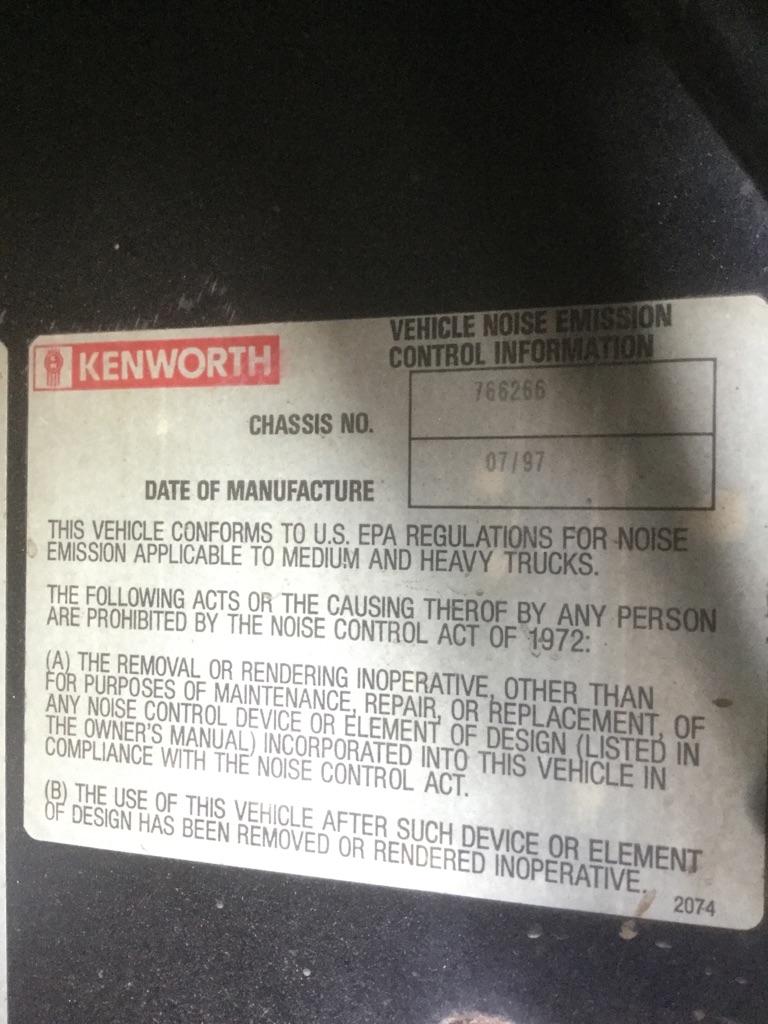 KENWORTH
VEHICLE NOISE EMISSION
CONTROL INFORMATION
CHASSIS NO.
766266
DATE OF MANUFACTURE
07/97
THIS VEHICLE CONFORMS TO U.S. EPA REGULATIONS FOR NOISE
EMISSION APPLICABLE TO MEDIUM AND HEAVY TRUCKS.
THE FOLLOWING ACTS OR THE CAUSING THEROF BY ANY PERSON
ARE PROHIBITED BY THE NOISE CONTROL ACT OF 1972:
(A) THE REMOVAL OR RENDERING INOPERATIVE, OTHER THAN
FOR PURPOSES OF MAINTENANCE, REPAIR, OR REPLACEMENT, OF
ANY NOISE CONTROL DEVICE OR ELEMENT OF DESIGN (LISTED IN
THE OWNER'S MANUAL) INCORPORATED INTO THIS VEHICLE IN
COMPLIANCE WITH THE NOISE CONTROL ACT.
(B) THE USE OF THIS VEHICLE AFTER SUCH DEVICE OR ELEMENT
OF DESIGN HAS BEEN REMOVED OR RENDERED INOPERATIVE.
2074